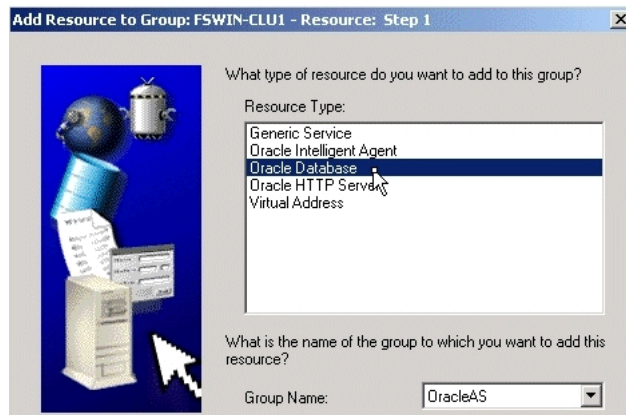 Add Resource to Group: FSWIN-CLU1 - Resource: Step 1
What type of resource do you want to add to this group?
Resource Type:
Generic Service
Oracle Intelligent Agent
Oracle Database
Oracle HTTP Server
Virtual Address
What is the name of the group to which you want to add this
resource?
Group Name:
OracleAS